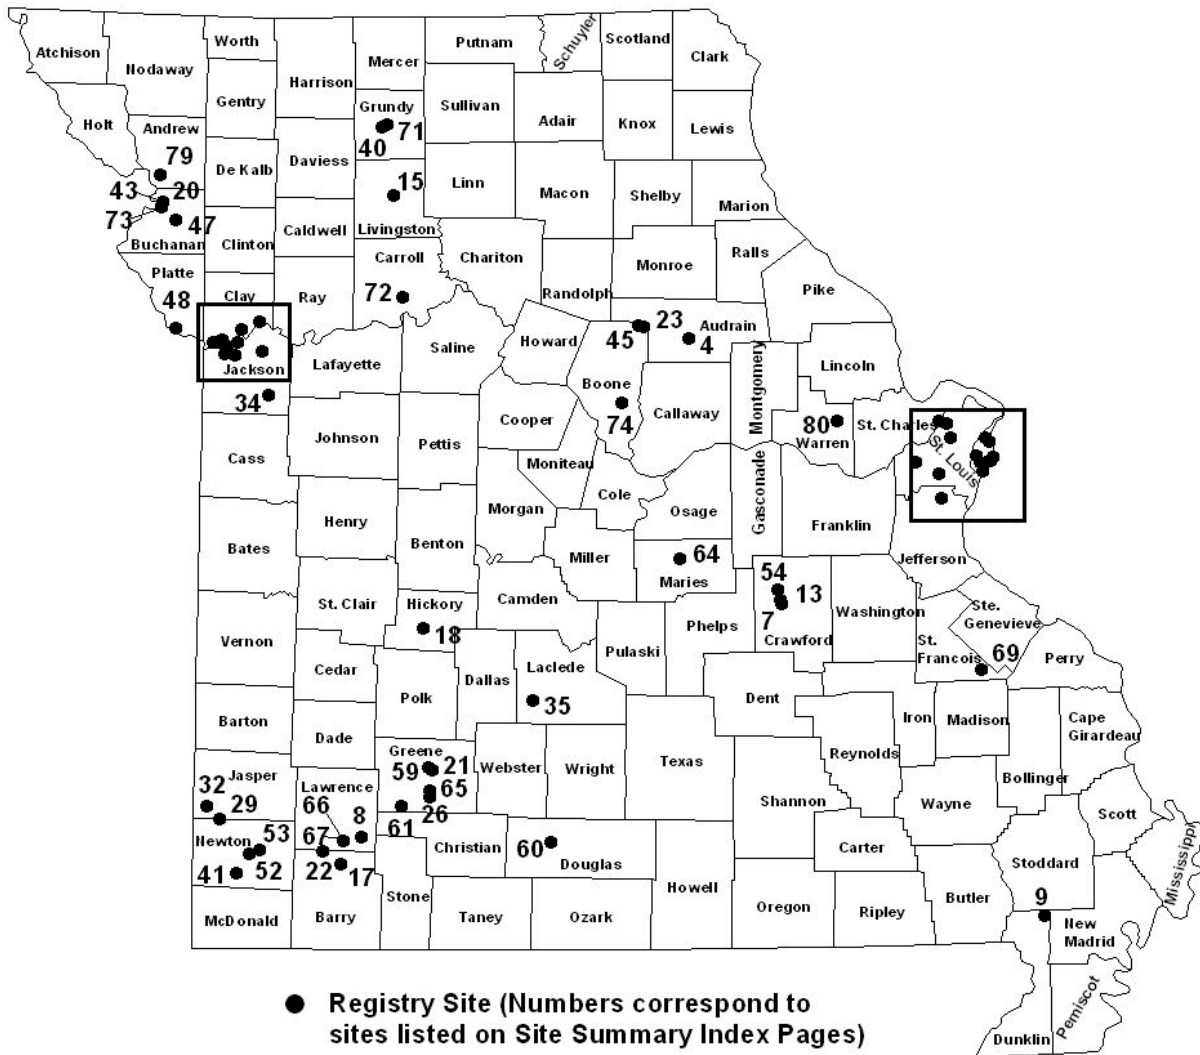 Atchison
Nodaway
Worth
Harrison
Mercer
Putnam
Schuyler
Scotland
Clark
Holt
Andrew
Gentry
Grundy
Sullivan
Adair
Knox
Lewis
79
De Kalb
Daviess
40
71
15
Linn
Macon
Shelby
Marion
43
20
73
47
Buchanan
Clinton
Caldwell
Livingston
Chariton
Randolph
Monroe
Ralls
Pike
Platte
48
Clay
Ray
Carroll
72
Howard
45
23
Audrain
4
Jackson
34
Lafayette
Saline
Boone
74
Callaway
Montgomery
Lincoln
80
Warren
St. Charles
St. Louis
Cass
Johnson
Pettis
Cooper
Moniteau
Cole
Osage
Gasconade
Franklin
Jefferson
Bates
Henry
Benton
Morgan
Miller
64
Maries
54
13
7
Crawford
Washington
Ste.
Genevieve
St.
Francois
69
Perry
Vernon
St. Clair
Hickory
18
Camden
Pulaski
Phelps
Cedar
Polk
Dallas
Laclede
35
Dent
Iron
Madison
Cape
Girardeau
Barton
Dade
Greene
59
21
65
26
61
Webster
Wright
Texas
Reynolds
Bollinger
Jasper
32
29
Lawrence
66
8
67
22
17
Shannon
Wayne
Scott
Mississippi
Newton
53
52
41
Christian
60
Douglas
Howell
Carter
Stoddard
9
McDonald
Barry
Stone
Taney
Ozark
Oregon
Ripley
Butler
New
Madrid
Pemiscot
Dunklin
Registry Site (Numbers correspond to
sites listed on Site Summary Index Pages)